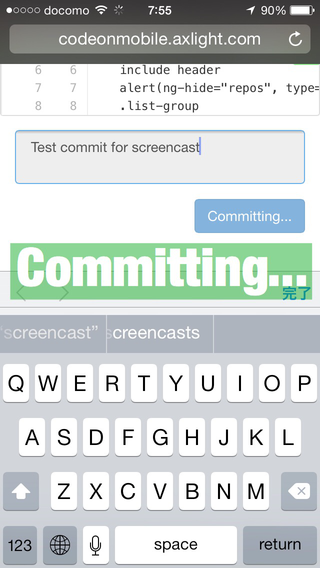 docomo 7:55 90%
codeonmobile.axlight.com
6 6 include header
7 7 alert(ng-hide="repos", type=
8 8 .list-group
Test commit for screencast
Committing...
Committing...
完了
"screencast" screencasts
Q W E R T Y U I O P
A S D F G H J K L
Z X C V B N M
123 space return